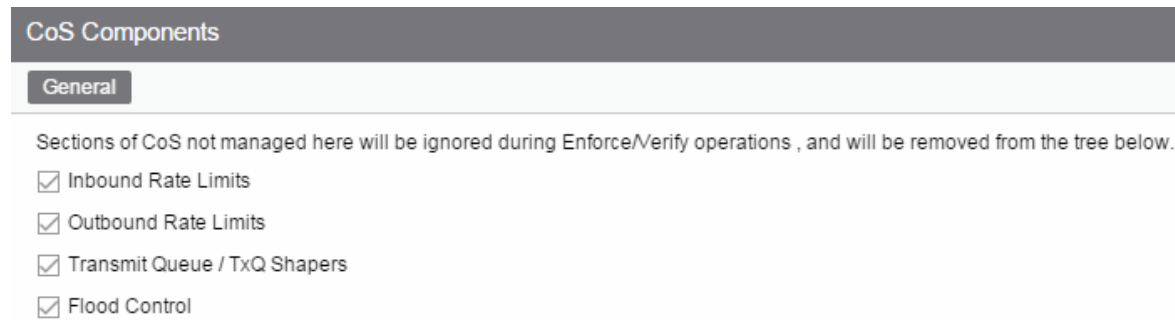 CoS Components
General
Sections of CoS not managed here will be ignored during Enforce/Verify operations , and will be removed from the tree below.
Inbound Rate Limits
Outbound Rate Limits
Transmit Queue / TxQ Shapers
Flood Control